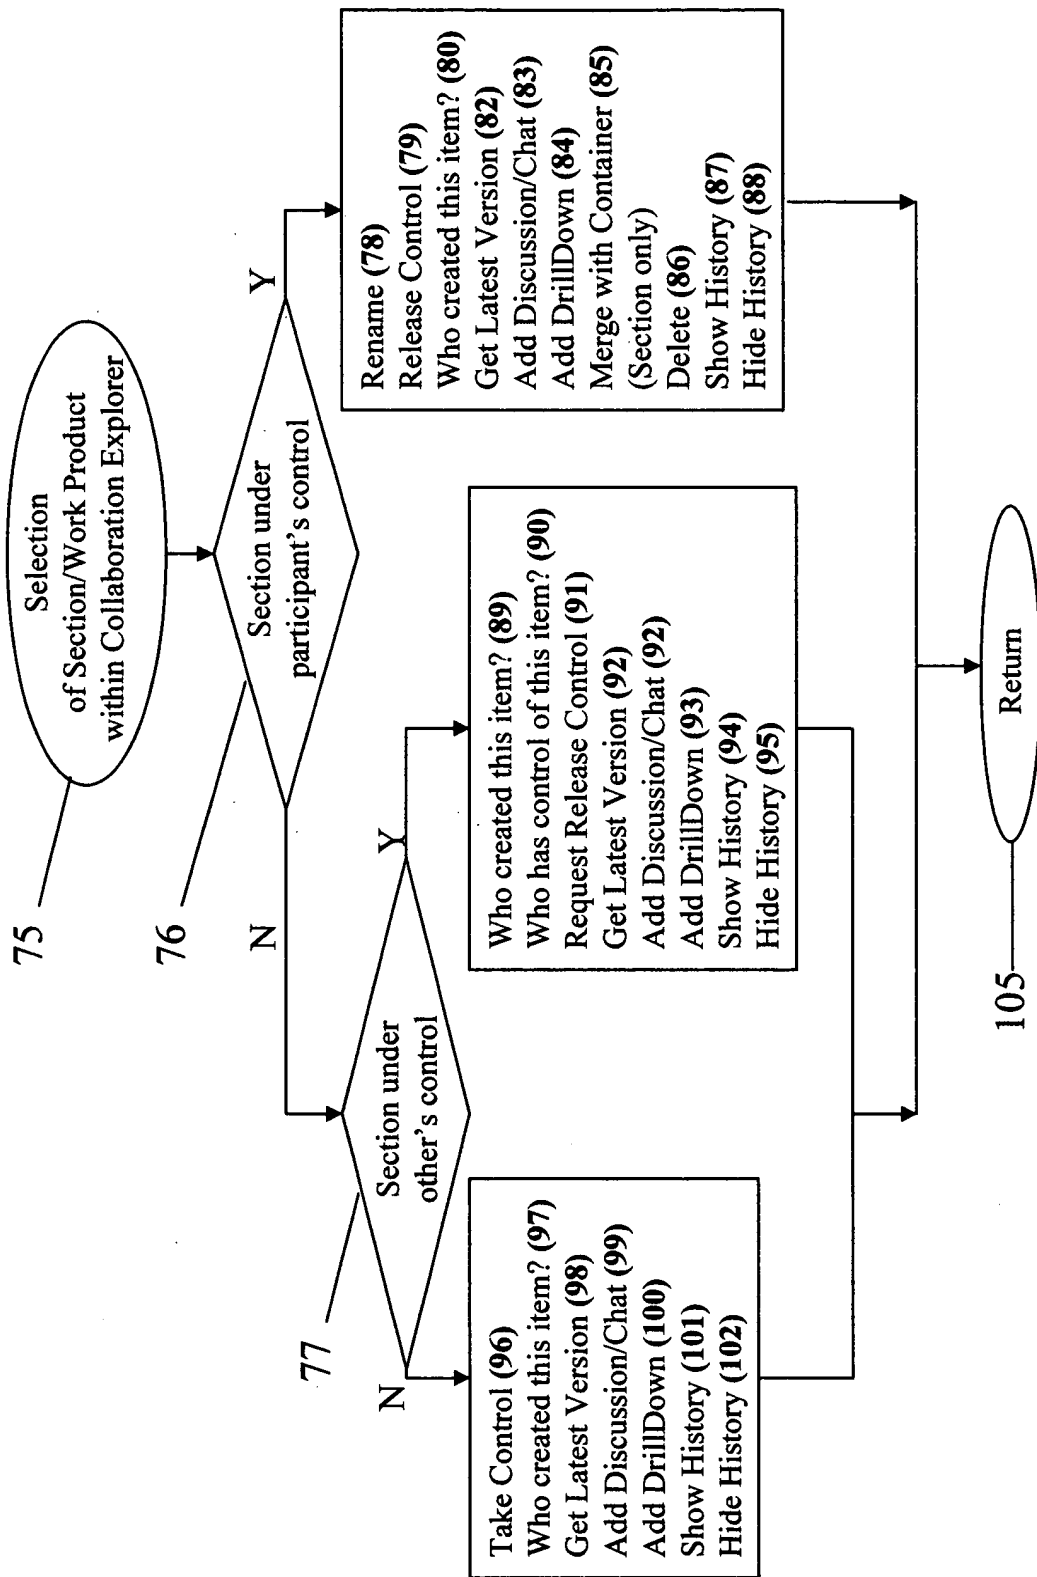 Selection
of Section/Work Product
within Collaboration Explorer
75
Section under
participant's control
76
N
Y
Section under
other's control
77
N
Y
Take Control (96)
Who created this item? (97)
Get Latest Version (98)
Add Discussion/Chat (99)
Add DrillDown (100)
Show History (101)
Hide History (102)
Who created this item? (89)
Who has control of this item? (90)
Request Release Control (91)
Get Latest Version (92)
Add Discussion/Chat (92)
Add DrillDown (93)
Show History (94)
Hide History (95)
Rename (78)
Release Control (79)
Who created this item? (80)
Get Latest Version (82)
Add Discussion/Chat (83)
Add DrillDown (84)
Merge with Container (85)
(Section only)
Delete (86)
Show History (87)
Hide History (88)
Return
105